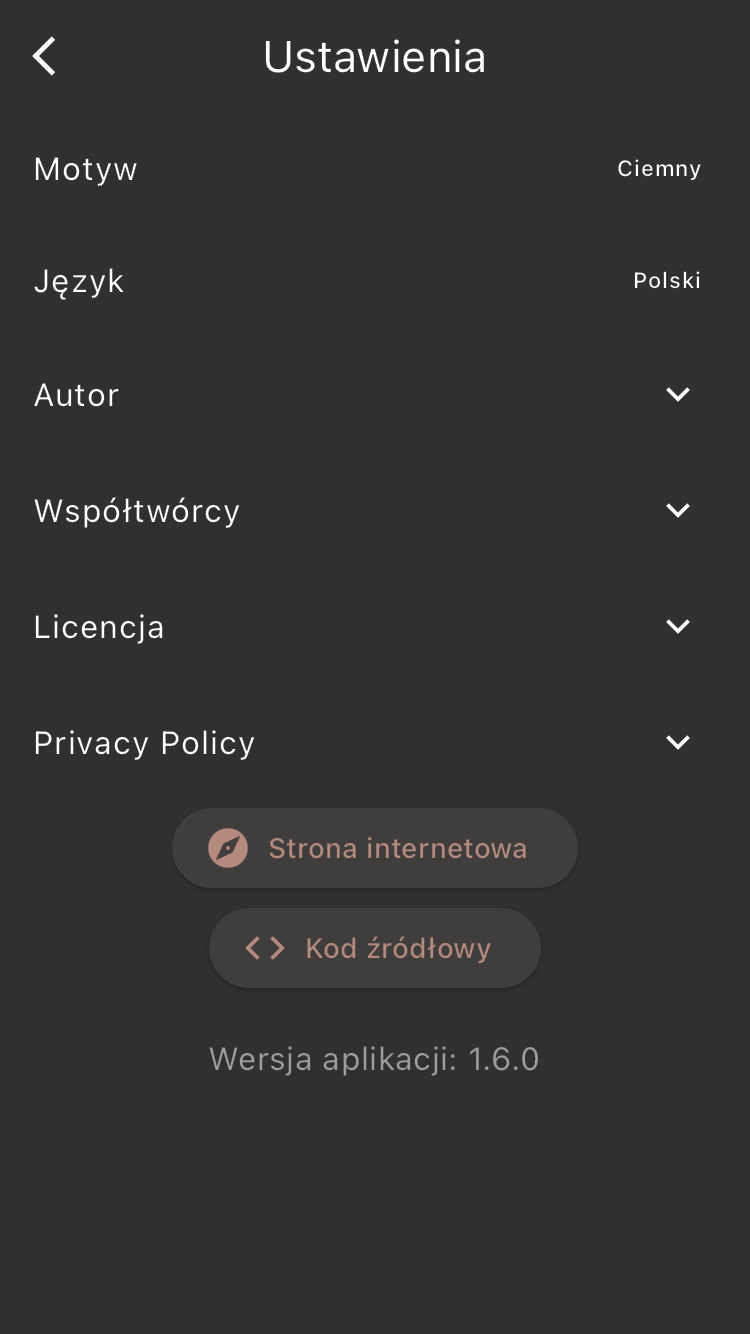 Ustawienia
Motyw Ciemny
Język Polski
Autor
Współtwórcy
Licencja
Privacy Policy
Strona internetowa
Kod źródłowy
Wersja aplikacji: 1.6.0